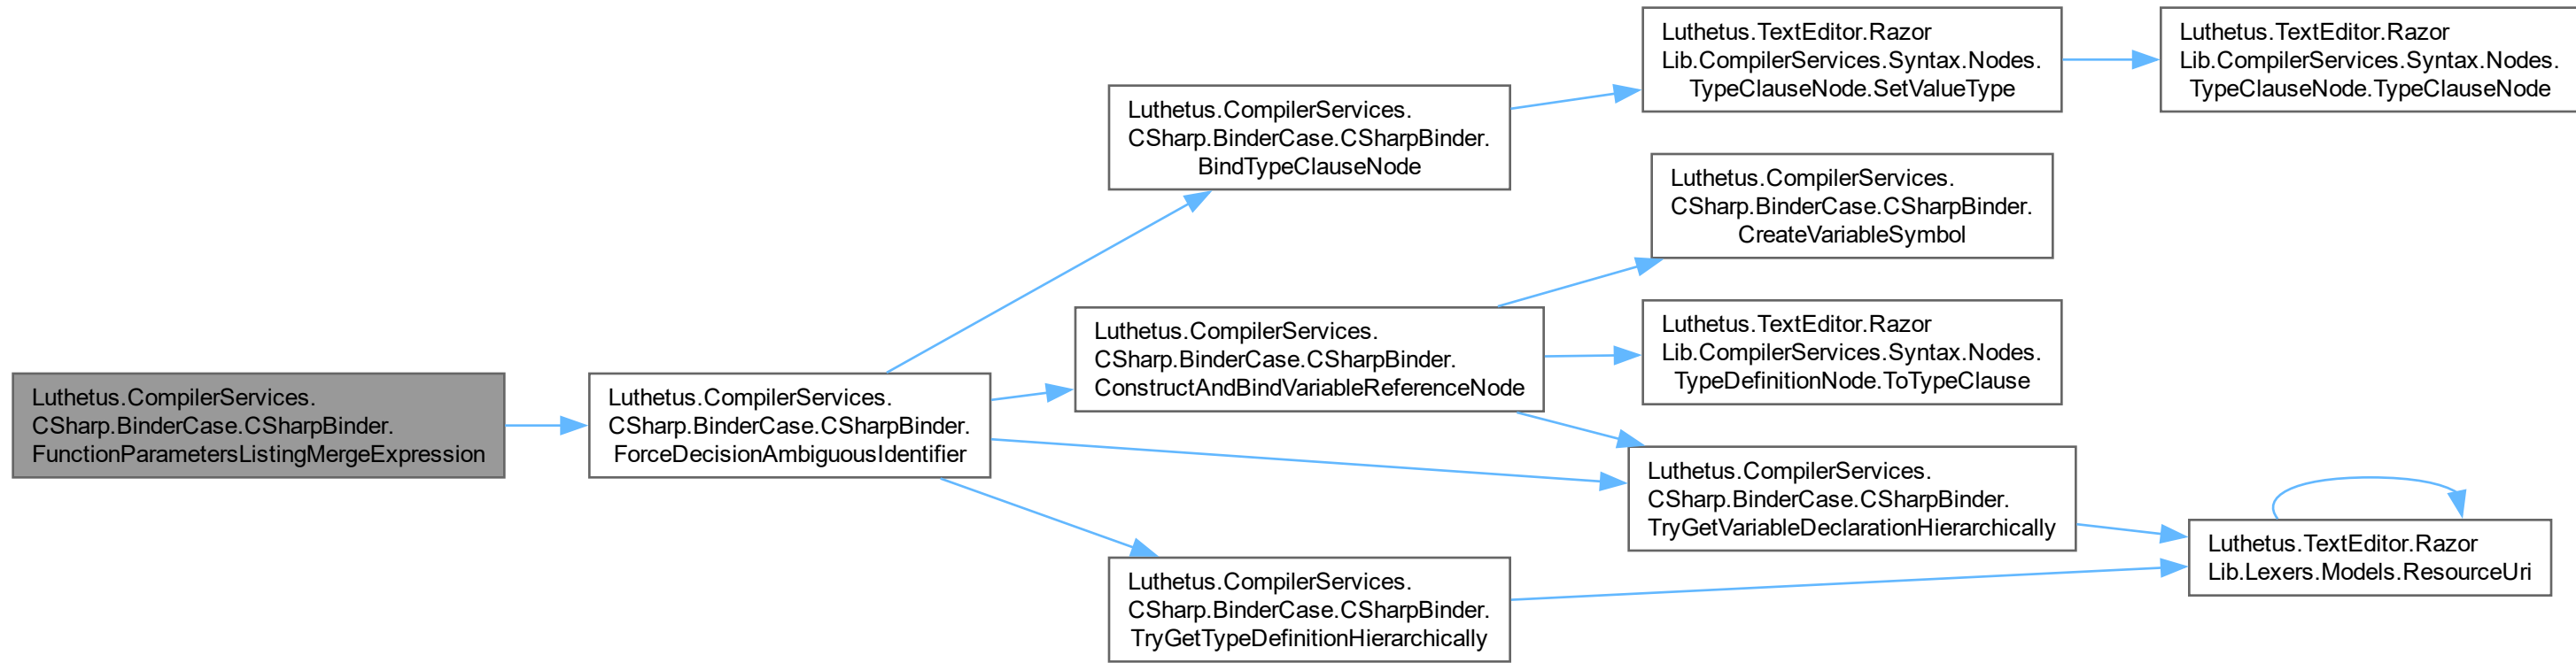 Luthetus.CompilerServices.
CSharp.BinderCase.CSharpBinder.
FunctionParametersListingMergeExpression
Luthetus.CompilerServices.
CSharp.BinderCase.CSharpBinder.
ForceDecisionAmbiguousIdentifier
Luthetus.CompilerServices.
CSharp.BinderCase.CSharpBinder.
BindTypeClauseNode
Luthetus.TextEditor.Razor
Lib.CompilerServices.Syntax.Nodes.
TypeClauseNode.SetValueType
Luthetus.TextEditor.Razor
Lib.CompilerServices.Syntax.Nodes.
TypeClauseNode.TypeClauseNode
Luthetus.CompilerServices.
CSharp.BinderCase.CSharpBinder.
ConstructAndBindVariableReferenceNode
Luthetus.CompilerServices.
CSharp.BinderCase.CSharpBinder.
CreateVariableSymbol
Luthetus.TextEditor.Razor
Lib.CompilerServices.Syntax.Nodes.
TypeDefinitionNode.ToTypeClause
Luthetus.CompilerServices.
CSharp.BinderCase.CSharpBinder.
TryGetVariableDeclarationHierarchically
Luthetus.TextEditor.Razor
Lib.Lexers.Models.ResourceUri
Luthetus.CompilerServices.
CSharp.BinderCase.CSharpBinder.
TryGetTypeDefinitionHierarchically